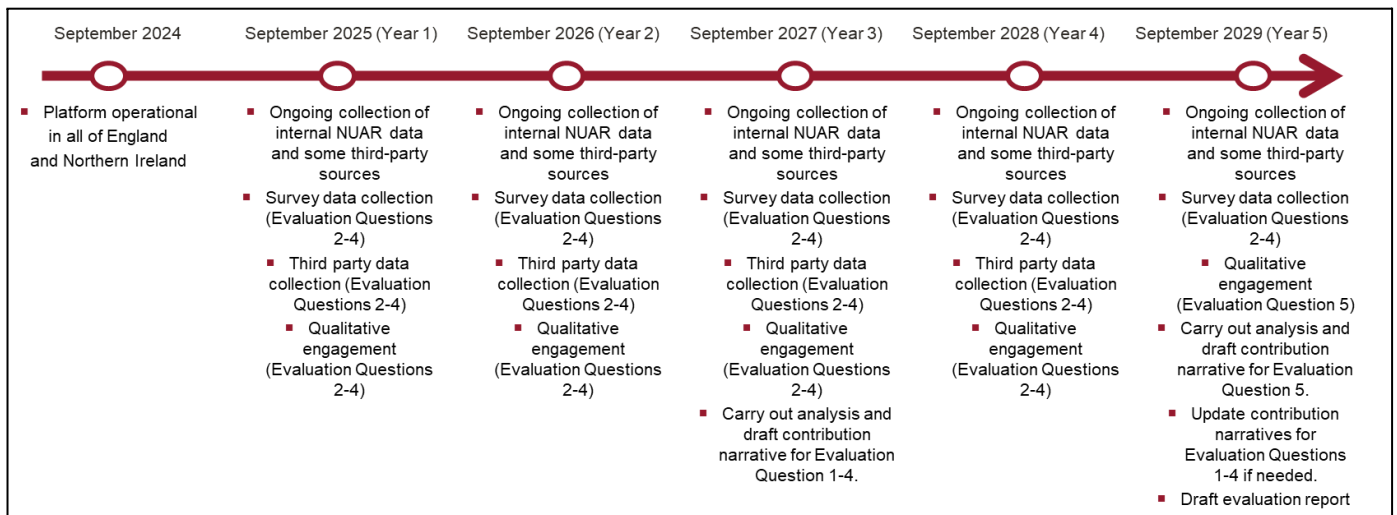 September 2024
September 2025 (Year 1)
September 2026 (Year 2)
September 2027 (Year 3)
September 2028 (Year 4)
September 2029 (Year 5)
▪ Platform operational
in all of England
and Northern Ireland
▪ Ongoing collection of
internal NUAR data
and some third-party
sources
▪ Survey data collection
(Evaluation Questions
2-4)
▪ Third party data
collection (Evaluation
Questions 2-4)
▪ Qualitative
engagement
(Evaluation Questions
2-4)
▪ Ongoing collection of
internal NUAR data
and some third-party
sources
▪ Survey data collection
(Evaluation Questions
2-4)
▪ Third party data
collection (Evaluation
Questions 2-4)
▪ Qualitative
engagement
(Evaluation Questions
2-4)
▪ Ongoing collection of
internal NUAR data
and some third-party
sources
▪ Survey data collection
(Evaluation Questions
2-4)
▪ Third party data
collection (Evaluation
Questions 2-4)
▪ Qualitative
engagement
(Evaluation Questions
2-4)
▪ Carry out analysis and
draft contribution
narrative for Evaluation
Question 1-4.
▪ Ongoing collection of
internal NUAR data
and some third-party
sources
▪ Survey data collection
(Evaluation Questions
2-4)
▪ Third party data
collection (Evaluation
Questions 2-4)
▪ Qualitative
engagement
(Evaluation Questions
2-4)
▪ Ongoing collection of
internal NUAR data
and some third-party
sources
▪ Survey data collection
(Evaluation Questions
2-4)
▪ Qualitative
engagement
(Evaluation Question 5)
▪ Carry out analysis and
draft contribution
narrative for Evaluation
Question 5.
▪ Update contribution
narratives for
Evaluation Questions
1-4 if needed.
▪ Draft evaluation report